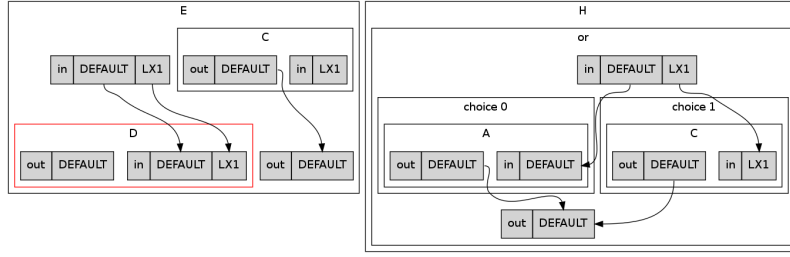 E
C
in DEFAULT LX1
out DEFAULT
in LX1
D
out DEFAULT
in DEFAULT LX1
out DEFAULT
H
or
in DEFAULT LX1
choice 0
choice 1
A
C
out DEFAULT
in DEFAULT
out DEFAULT
in LX1
out DEFAULT